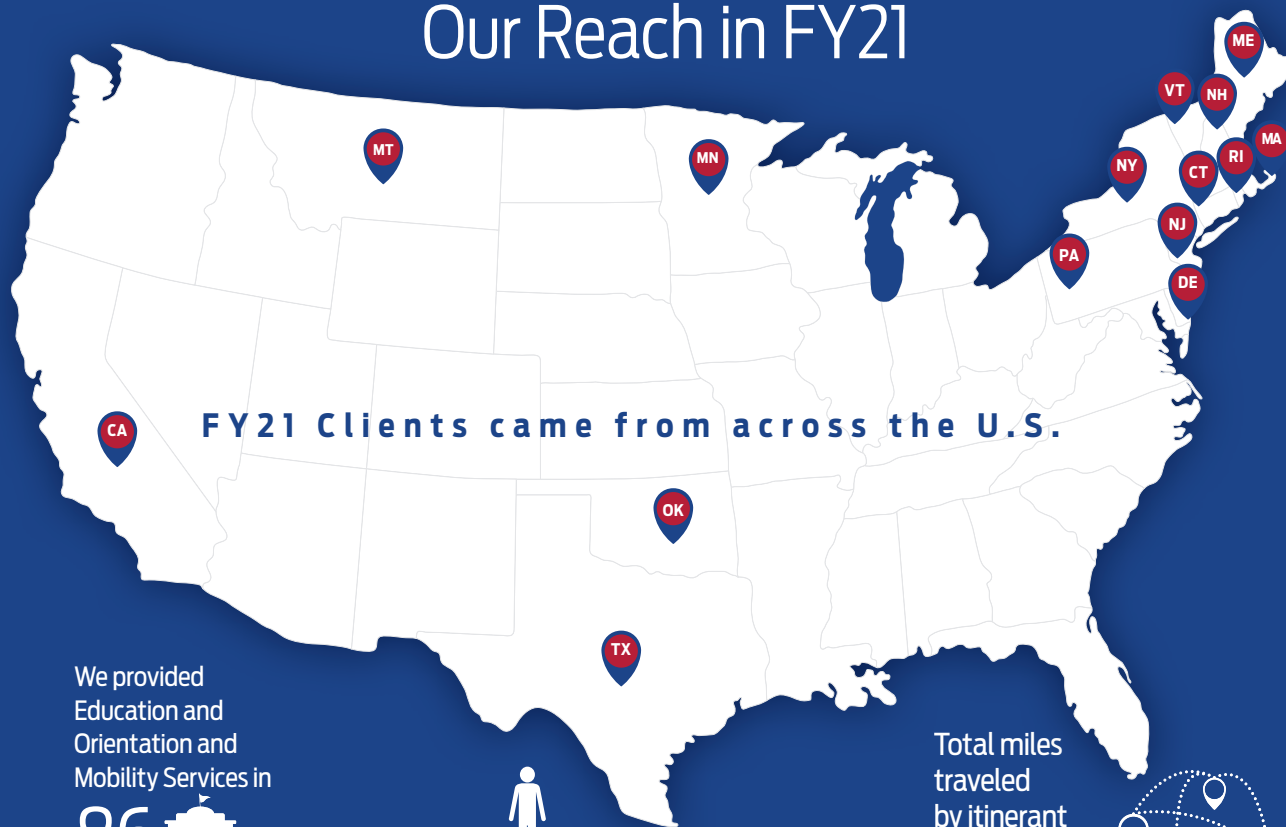 Our Reach in FY21
ME
VT
NH
MA
MT
MN
NY
CT
RI
NJ
PA
DE
CA
FY21 Clients came from across the U.S.
OK
TX
We provided
Education and
Orientation and
Mobility Services in
Total miles
traveled
by itinerant